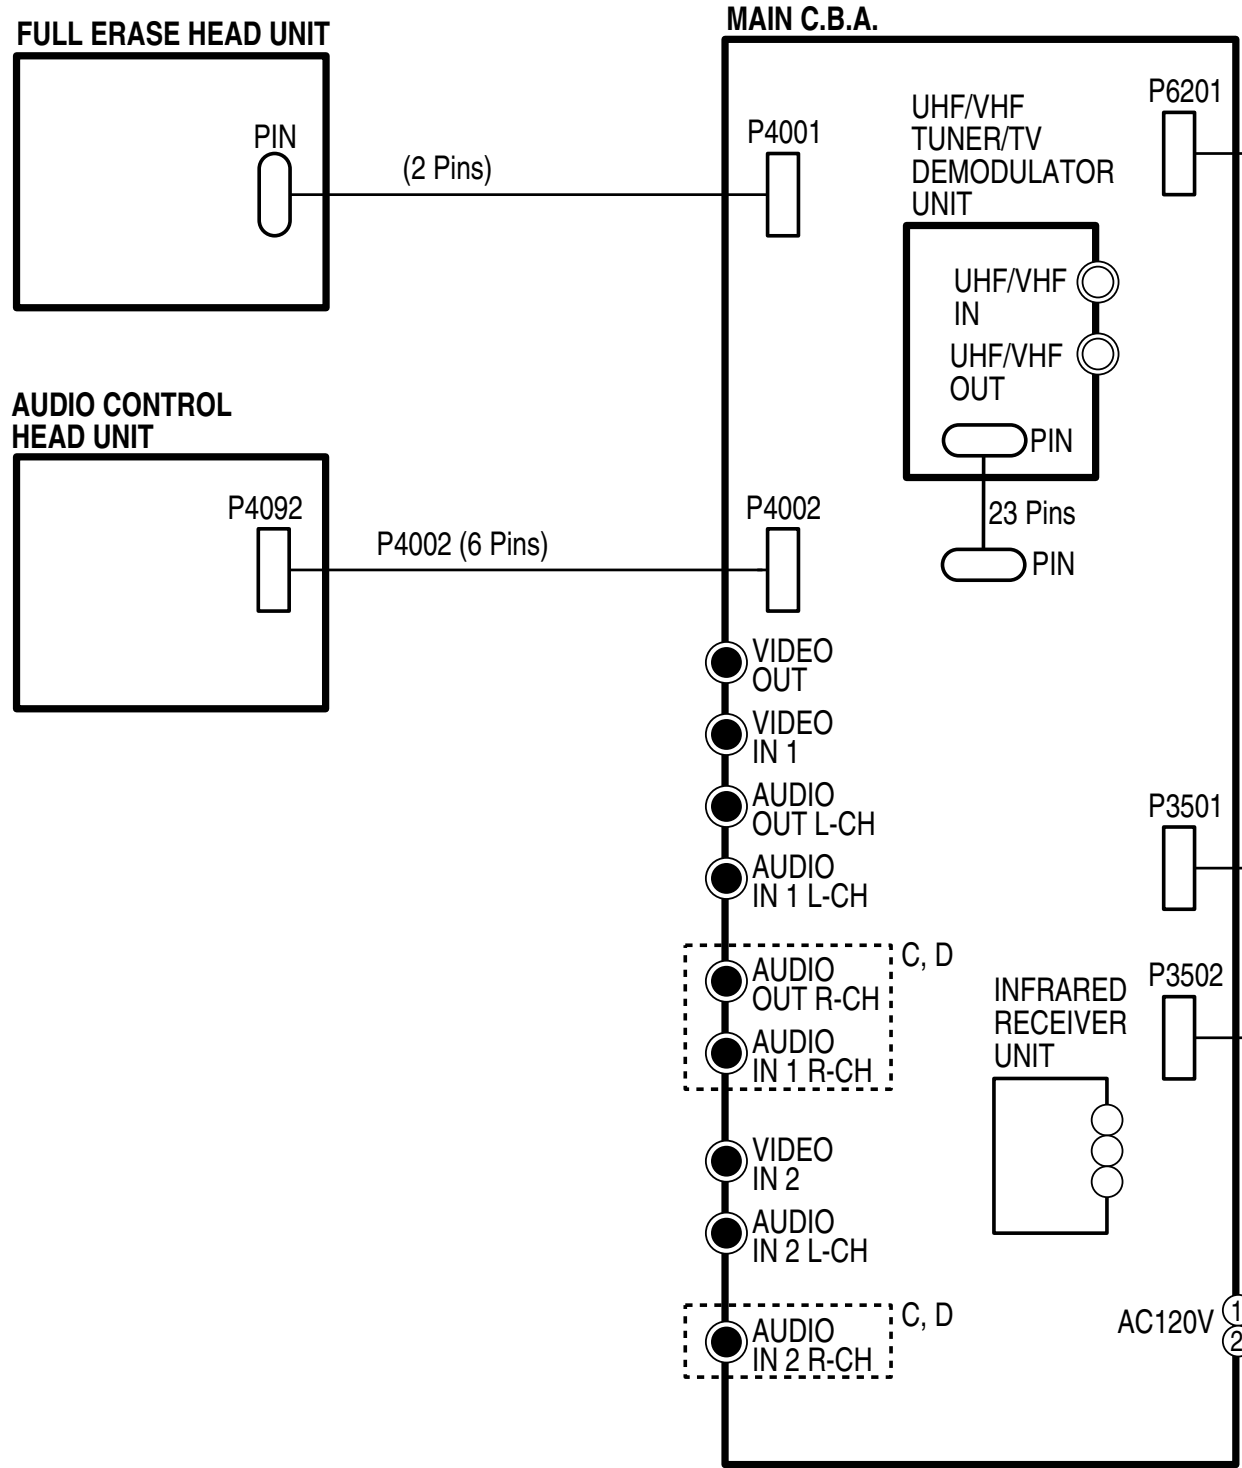 FULL ERASE HEAD UNIT
PIN
(2 Pins)
AUDIO CONTROL
HEAD UNIT
P4092
P4002 (6 Pins)
MAIN C.B.A.
P4001
UHF/VHF
TUNER/TV
DEMODULATOR
UNIT
P6201
UHF/VHF
IN
UHF/VHF
OUT
PIN
23 Pins
PIN
P4002
VIDEO
OUT
VIDEO
IN 1
AUDIO
OUT L-CH
AUDIO
IN 1 L-CH
C, D
AUDIO
OUT R-CH
AUDIO
IN 1 R-CH
VIDEO
IN 2
AUDIO
IN 2 L-CH
C, D
AUDIO
IN 2 R-CH
P3501
P3502
INFRARED
RECEIVER
UNIT
AC120V
1
2